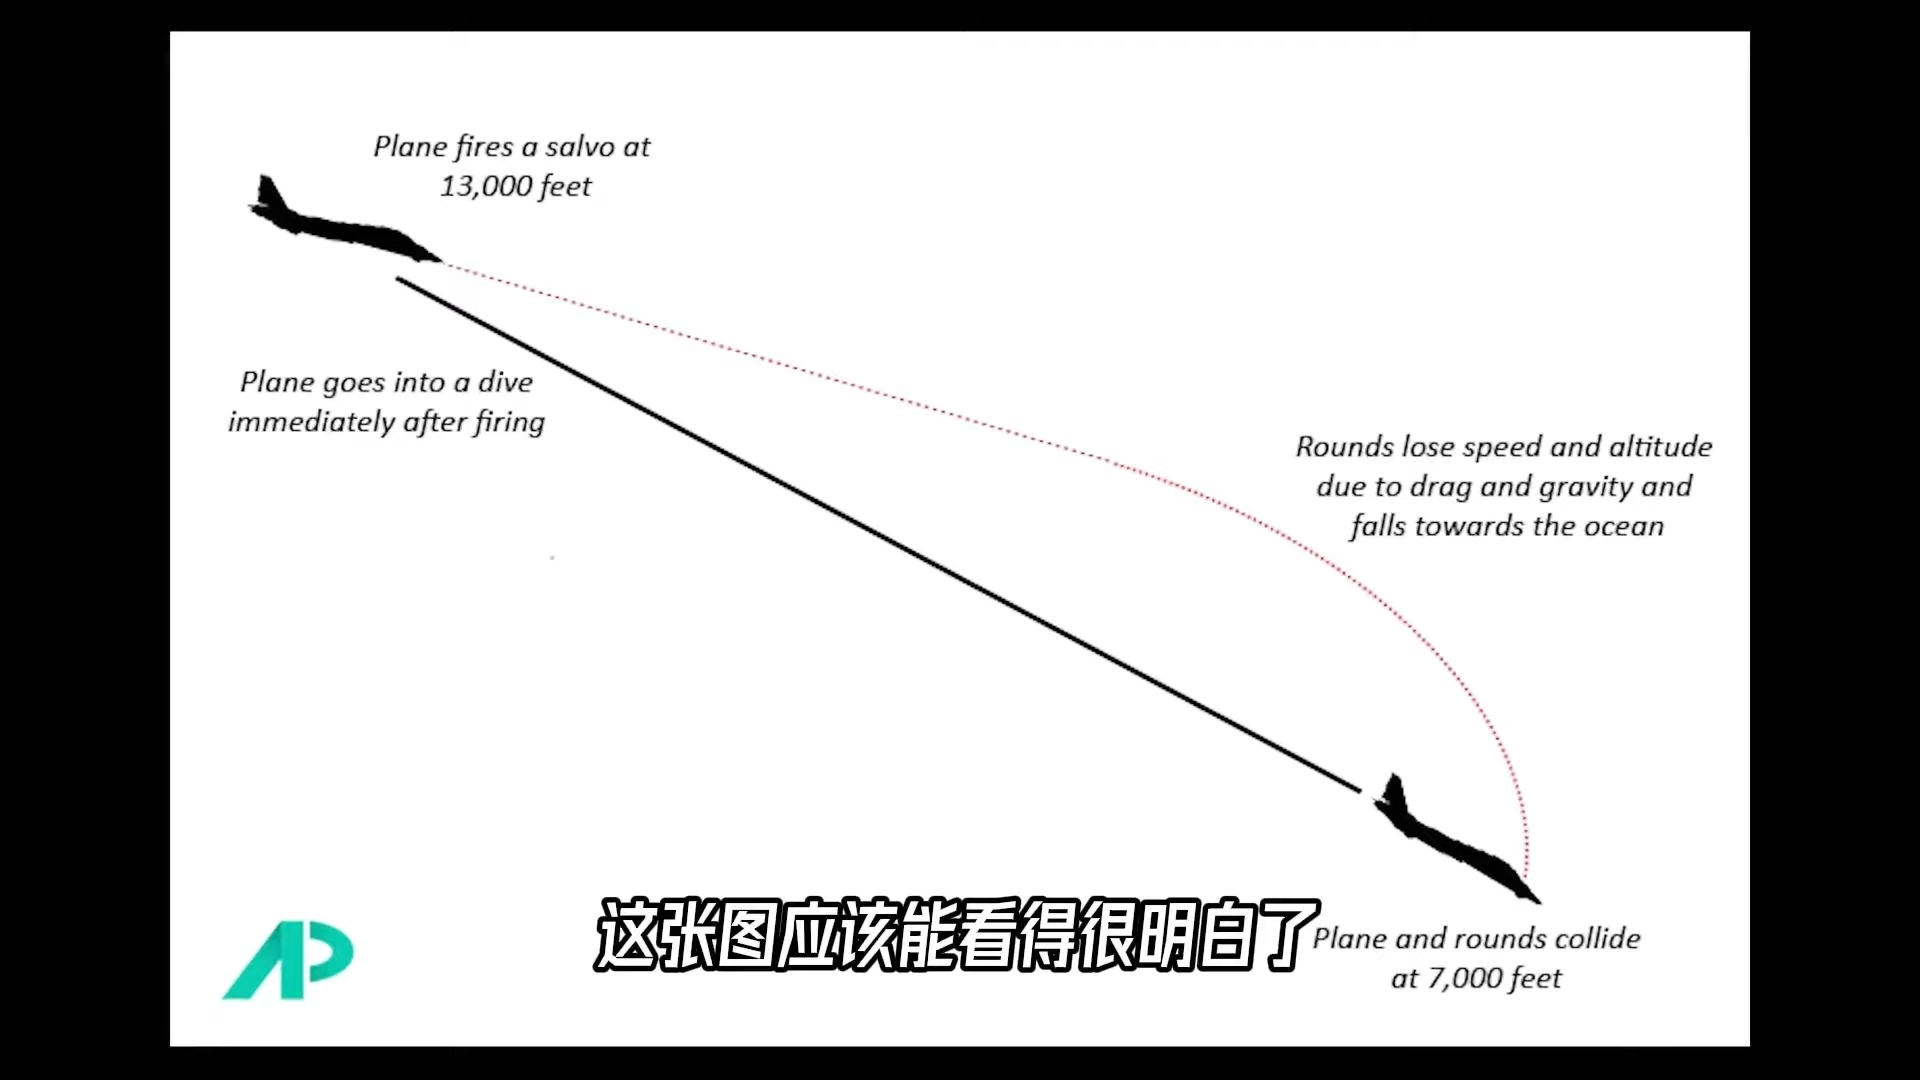 Plane fires a salvo at
13,000 feet
Plane goes into a dive
immediately after firing
Rounds lose speed and altitude
due to drag and gravity and
falls towards the ocean
这张图应该能看得很明白了
Plane and rounds collide
at 7,000 feet
AP